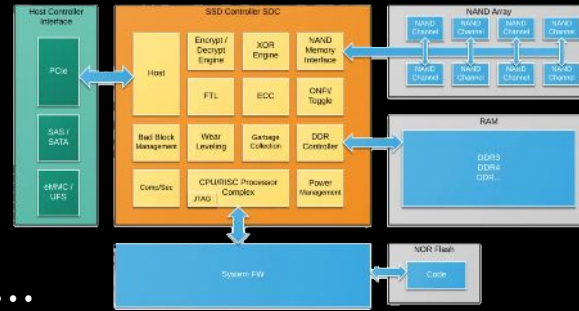 Host Controller
Interface
PCIe
SAS /
SATA
eMMC /
UFS
SSD Controller SDC
Host
Encrypt /
Decrypt
Engine
XOR
Engine
NAND
Memory
Interface
FTL
ECC
ONFI/
Toggle
Bad Block
Management
Wear
Leveling
Garbage
Collection
DDR
Controller
Comp/Sec
CPU/RISC Processor
Complex
JTAG
Power
Management
NAND Array
NAND
Channel
NAND
Channel
NAND
Channel
NAND
Channel
NAND
Channel
NAND
Channel
NAND
Channel
NAND
Channel
RAM
DDR3
DDR4
DDR...
System FW
NOR Flash
Code
...